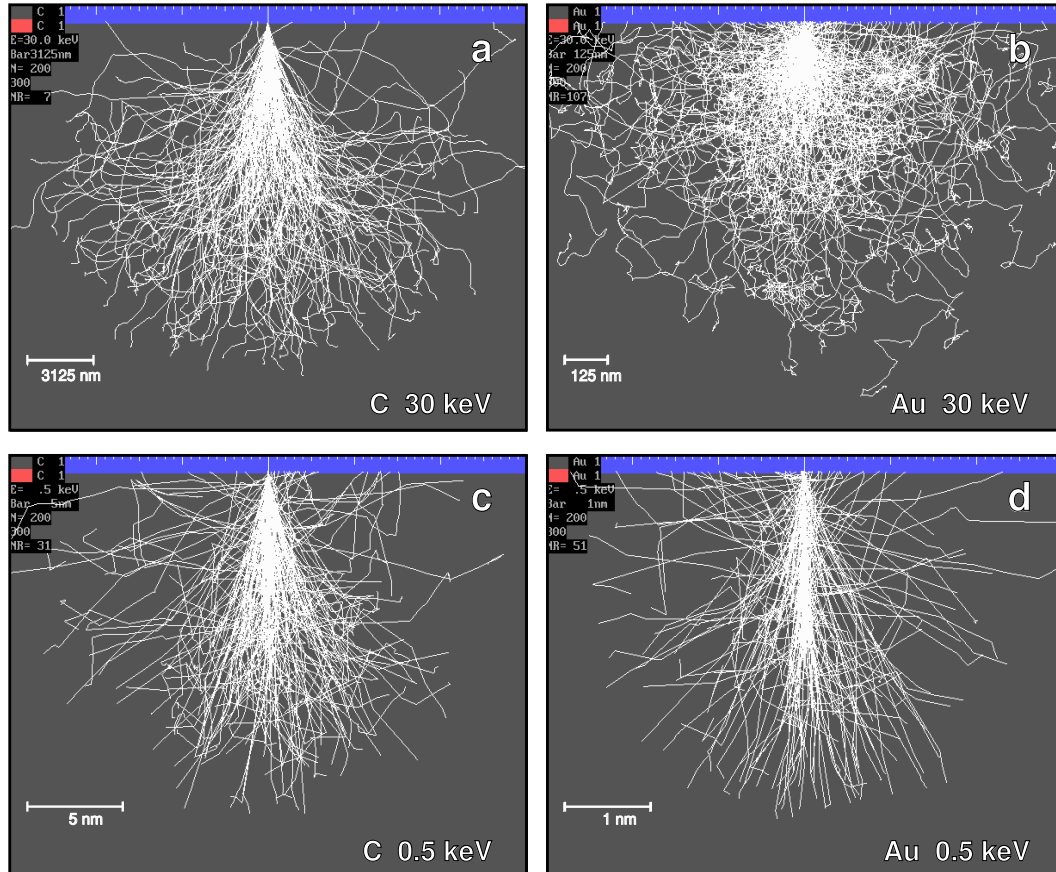 C 1
C 1
E=30.0 keV
Bar3125nm
N= 200
300
NR= 7
a
3125 nm
C 30 keV
Au 1
Au 1
E=30.0 keV
Bar 125nm
N= 200
300
NR=107
b
125 nm
Au 30 keV
C 1
C 1
E= .5 keV
Bar 5nm
N= 200
300
NR= 31
c
5 nm
C 0.5 keV
Au 1
Au 1
E= .5 keV
Bar 1nm
N= 200
300
NR= 51
d
1 nm
Au 0.5 keV